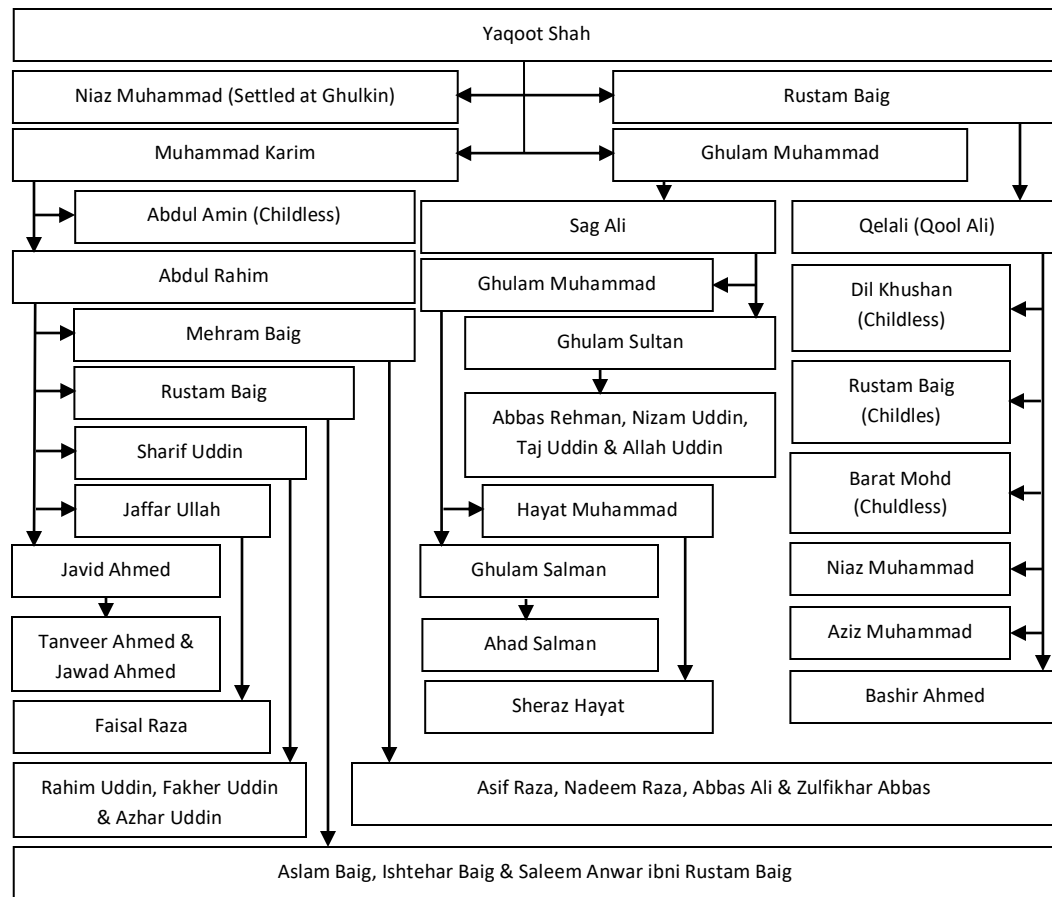 Yaqoot Shah
Niaz Muhammad (Settled at Ghulkin)
Rustam Baig
Muhammad Karim
Ghulam Muhammad
Abdul Amin (Childless)
Sag Ali
Qelali (Qool Ali)
Abdul Rahim
Ghulam Muhammad
Dil Khushan
(Childless)
Mehram Baig
Ghulam Sultan
Rustam Baig
Rustam Baig
(Childles)
Abbas Rehman, Nizam Uddin,
Taj Uddin & Allah Uddin
Sharif Uddin
Barat Mohd
(Chuldless)
Jaffar Ullah
Hayat Muhammad
Javid Ahmed
Ghulam Salman
Niaz Muhammad
Tanveer Ahmed &
Jawad Ahmed
Ahad Salman
Aziz Muhammad
Faisal Raza
Sheraz Hayat
Bashir Ahmed
Rahim Uddin, Fakher Uddin
& Azhar Uddin
Asif Raza, Nadeem Raza, Abbas Ali & Zulfikhar Abbas
Aslam Baig, Ishtehar Baig & Saleem Anwar ibni Rustam Baig